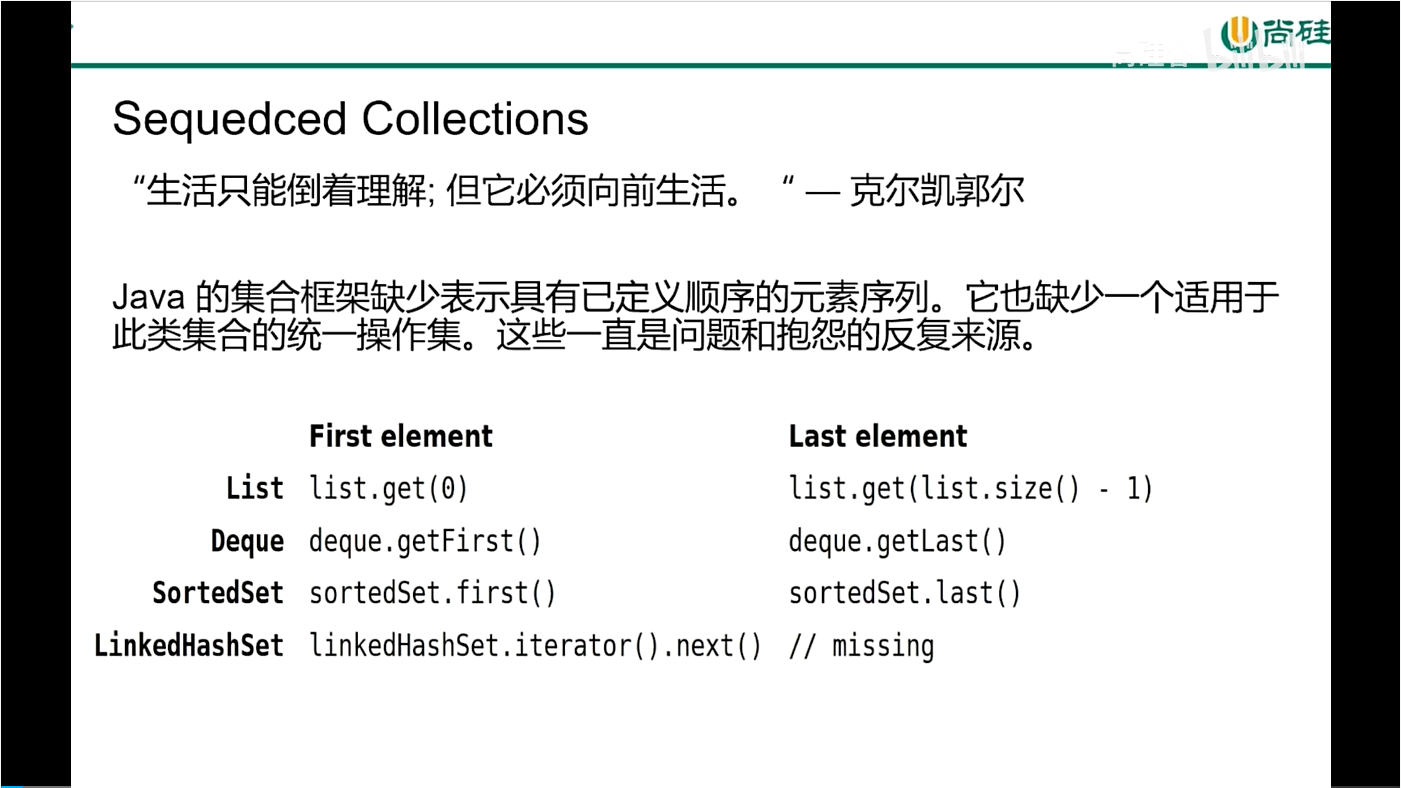 尚硅
bilibili
Sequedced Collections
“生活只能倒着理解; 但它必须向前生活。 “ — 克尔凯郭尔
Java 的集合框架缺少表示具有已定义顺序的元素序列。它也缺少一个适用于
此类集合的统一操作集。这些一直是问题和抱怨的反复来源。
First element Last element
List list.get(0) list.get(list.size() - 1)
Deque deque.getFirst() deque.getLast()
SortedSet sortedSet.first() sortedSet.last()
LinkedHashSet linkedHashSet.iterator().next() // missing